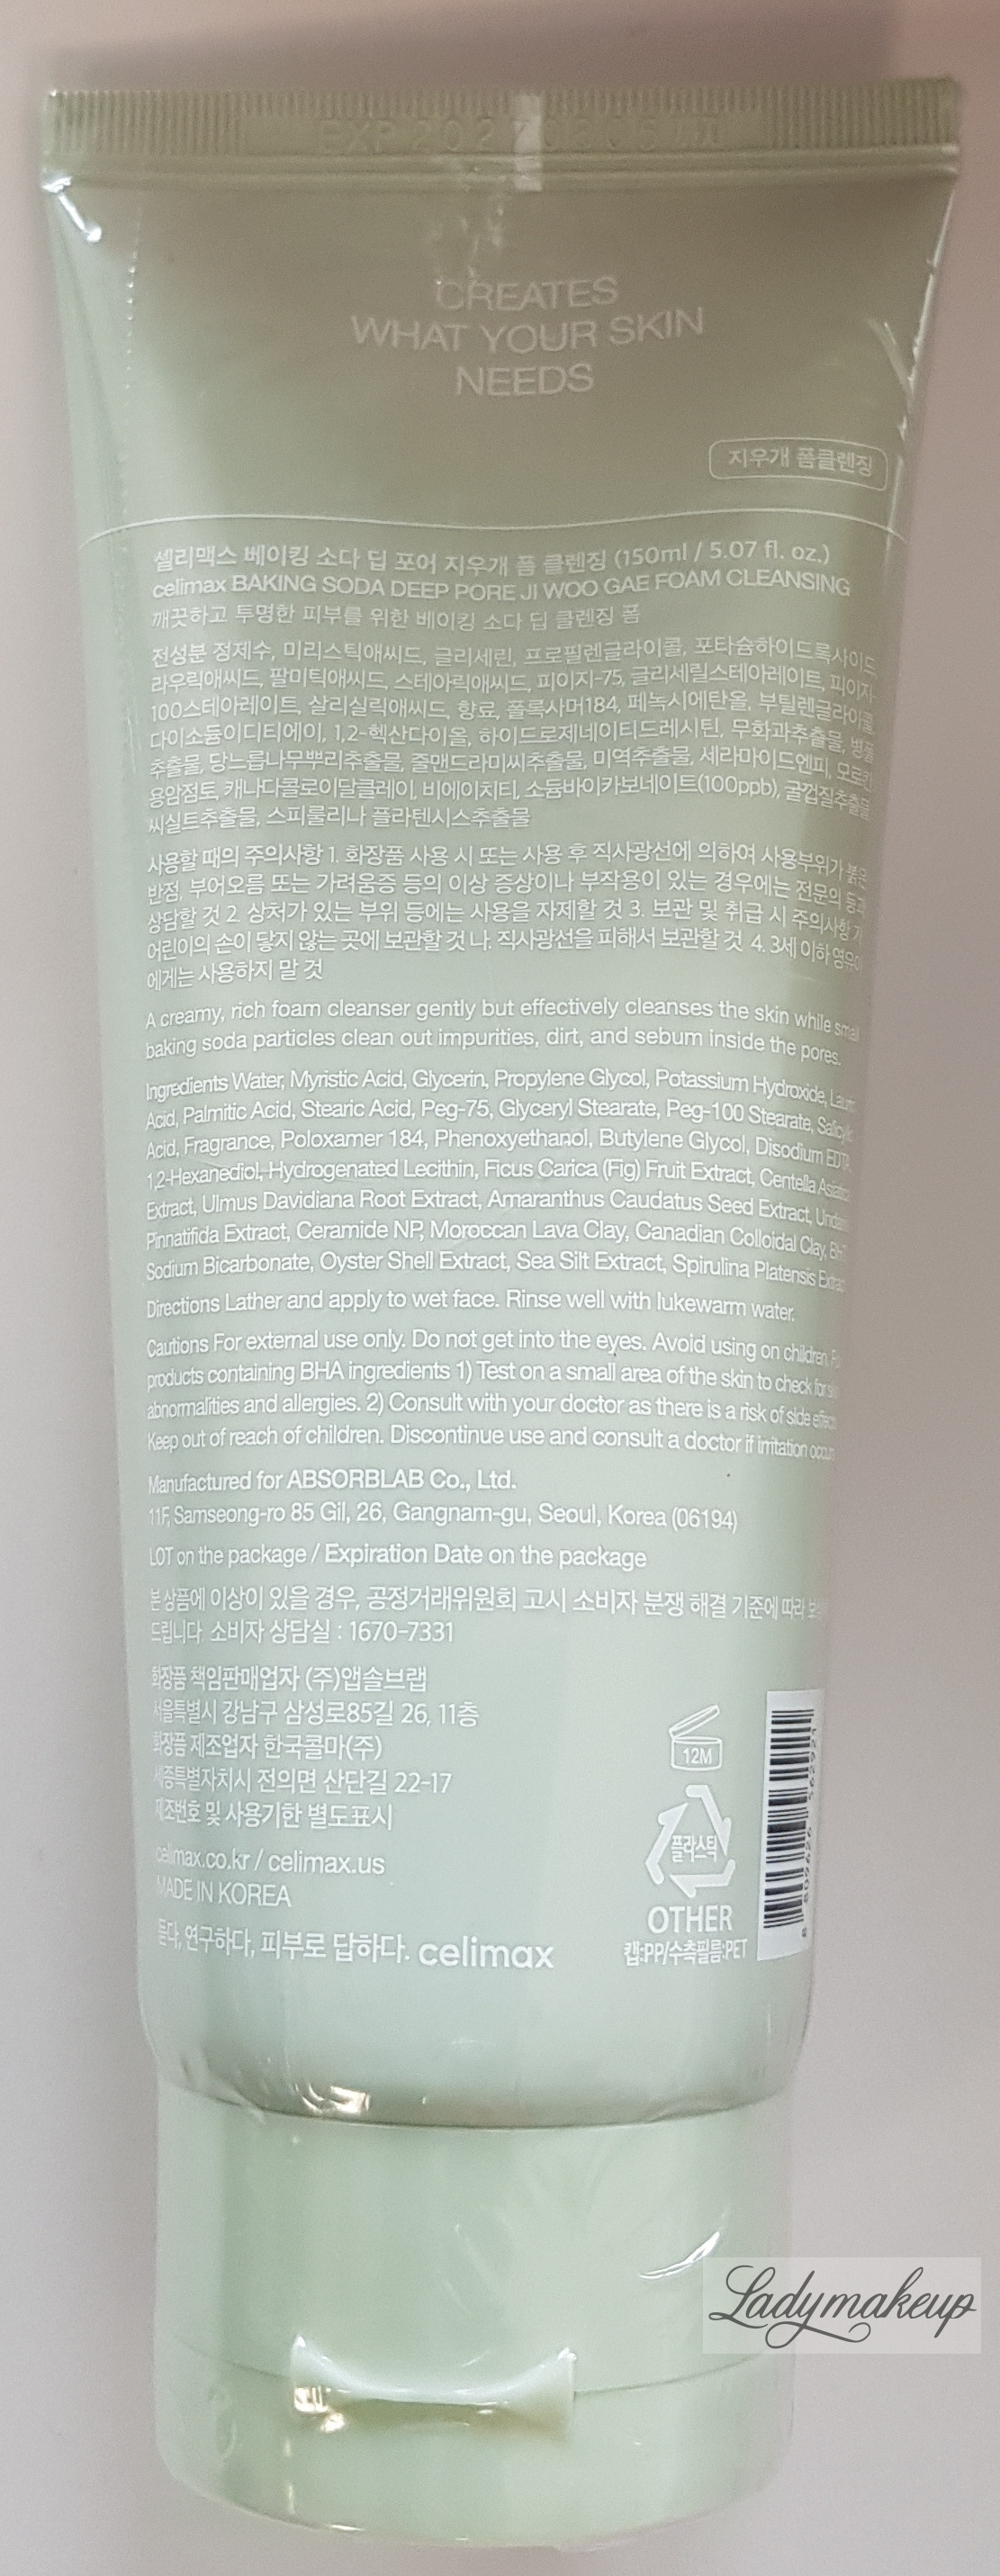 EXP 202
CREATES
WHAT YOUR SKIN
NEEDS
지우개 폼클렌징
셀리맥스 베이킹 소다 딥 포어 지우개 폼 클렌징 (150ml / 5.07 fl. oz.)
celimax BAKING SODA DEEP PORE JI WOO GAE FOAM CLEANSING
깨끗하고 투명한 피부를 위한 베이킹 소다 딥 클렌징 폼
전성분 정제수, 미리스틱애씨드, 글리세린, 프로필렌글라이콜, 포타슘하이드록사이드,
라우릭애씨드, 팔미틱애씨드, 스테아릭애씨드, 피이지-75, 글리세릴스테아레이트, 피이지-
100스테아레이트, 살리실릭애씨드, 향료, 폴록사머184, 페녹시에탄올, 부틸렌글라이콜,
다이소듐이디티에이, 1,2-헥산다이올, 하이드로제네이티드레시틴, 무화과추출물, 병풀
추출물, 당느릅나무뿌리추출물, 줄맨드라미씨추출물, 미역추출물, 세라마이드엔피, 모로칸
용암점토, 캐나다콜로이달클레이, 비에이치티, 소듐바이카보네이트(100ppb), 굴껍질추출물,
씨실트추출물, 스피룰리나 플라텐시스추출물
사용할 때의 주의사항 1. 화장품 사용 시 또는 사용 후 직사광선에 의하여 사용부위가 붉은
반점, 부어오름 또는 가려움증 등의 이상 증상이나 부작용이 있는 경우에는 전문의 등과
상담할 것 2. 상처가 있는 부위 등에는 사용을 자제할 것 3. 보관 및 취급 시 주의사항 가
어린이의 손이 닿지 않는 곳에 보관할 것 나. 직사광선을 피해서 보관할 것 4. 3세 이하 영유아
에게는 사용하지 말 것
A creamy, rich foam cleanser gently but effectively cleanses the skin while small
baking soda particles clean out impurities, dirt, and sebum inside the pores.
Ingredients Water, Myristic Acid, Glycerin, Propylene Glycol, Potassium Hydroxide, Lauric
Acid, Palmitic Acid, Stearic Acid, Peg-75, Glyceryl Stearate, Peg-100 Stearate, Salicylic
Acid, Fragrance, Poloxamer 184, Phenoxyethanol, Butylene Glycol, Disodium EDTA,
1,2-Hexanediol, Hydrogenated Lecithin, Ficus Carica (Fig) Fruit Extract, Centella Asiatica
Extract, Ulmus Davidiana Root Extract, Amaranthus Caudatus Seed Extract, Undaria
Pinnatifida Extract, Ceramide NP, Moroccan Lava Clay, Canadian Colloidal Clay, BHT,
Sodium Bicarbonate, Oyster Shell Extract, Sea Silt Extract, Spirulina Platensis Extract
Directions Lather and apply to wet face. Rinse well with lukewarm water.
Cautions For external use only. Do not get into the eyes. Avoid using on children. For
products containing BHA ingredients 1) Test on a small area of the skin to check for skin
abnormalities and allergies. 2) Consult with your doctor as there is a risk of side effects
Keep out of reach of children. Discontinue use and consult a doctor if irritation occurs
Manufactured for ABSORBLAB Co., Ltd.
11F, Samseong-ro 85 Gil, 26, Gangnam-gu, Seoul, Korea (06194)
LOT on the package / Expiration Date on the package
본 상품에 이상이 있을 경우, 공정거래위원회 고시 소비자 분쟁 해결 기준에 따라
드립니다. 소비자 상담실 : 1670-7331
화장품 책임판매업자 (주)앱솔브랩
서울특별시 강남구 삼성로85길 26, 11층
화장품 제조업자 한국콜마(주)
세종특별자치시 전의면 산단길 22-17
제조번호 및 사용기한 별도표시
celimax.co.kr / celimax.us
MADE IN KOREA
듣다, 연구하다, 피부로 답하다. celimax
12M
플라스틱
OTHER
캡:PP/수축필름:PET
Ladymakeup